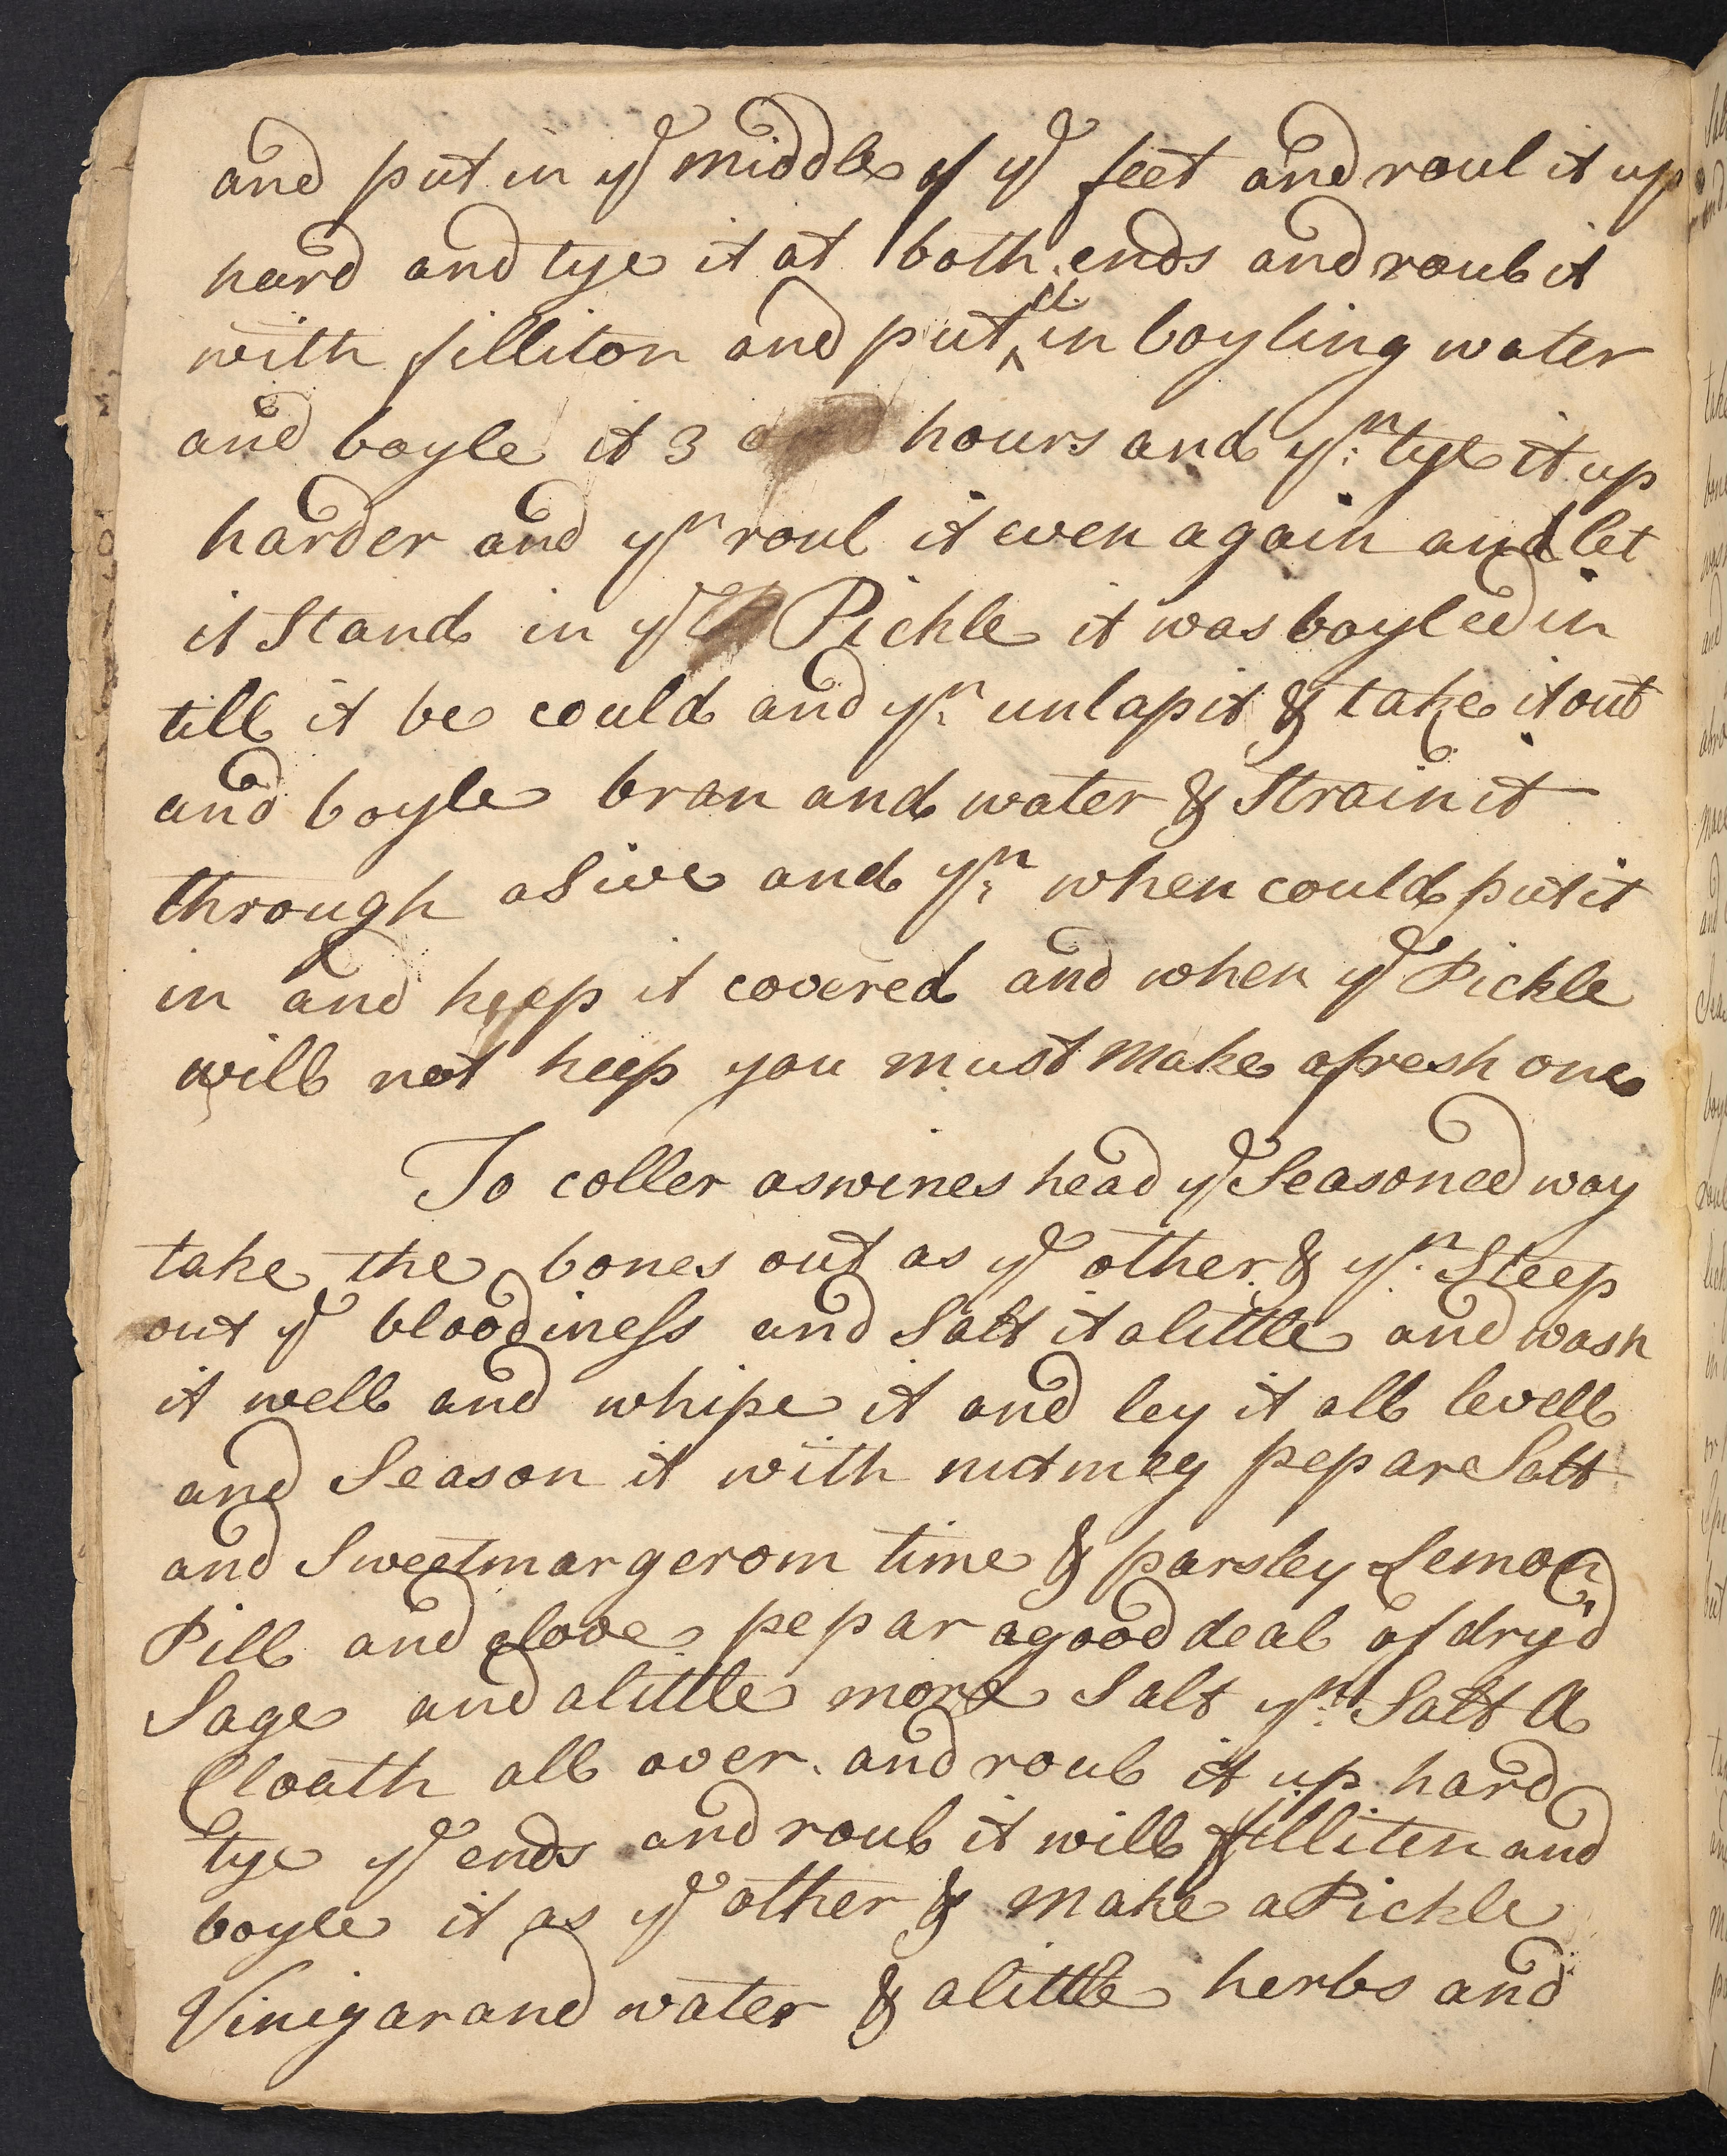 and put in ye middle of ye feet and roul it up
hard and tye it at both ends and roul it
with filliton and put it in boyling water
and boyle it 3 hours and yn: tye it up
harder and yn roul it even again and let
it Stand in ye Pickle it was boyled in
till it be could and yn: unlap it & take it out
and boyle bran and water & Strain it
through a Sive and yn: when could put it
in and keep it covered and when ye Pickle
will not keep you must make a fresh one
To coller a swines head ye Seasoned way
take the bones out as ye other & yn: Steep
out ye bloodiness and Salt it a little and wash
it well and whipe it and ley it all levell
and Season it with nutmeg pepar Salt
and Sweetmargerom time & parsley Lemon
Pill and clove pepar a good deal of dry'd
Sage and a little more Salt yn: Salt A
Cloath all over. and roul it up hard
tye ye ends and roul it will filliten and
boyle it as ye other & make a Pickle
Vinigar and water & a little herbs and